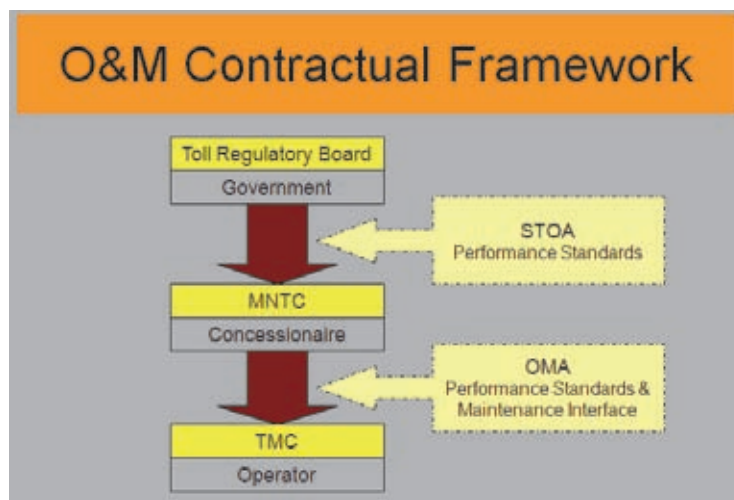 O&M Contractual Framework
Toll Regulatory Board
Government
STOA
Performance Standards
MNTC
Concessionaire
OMA
Performance Standards &
Maintenance Interface
TMC
Operator